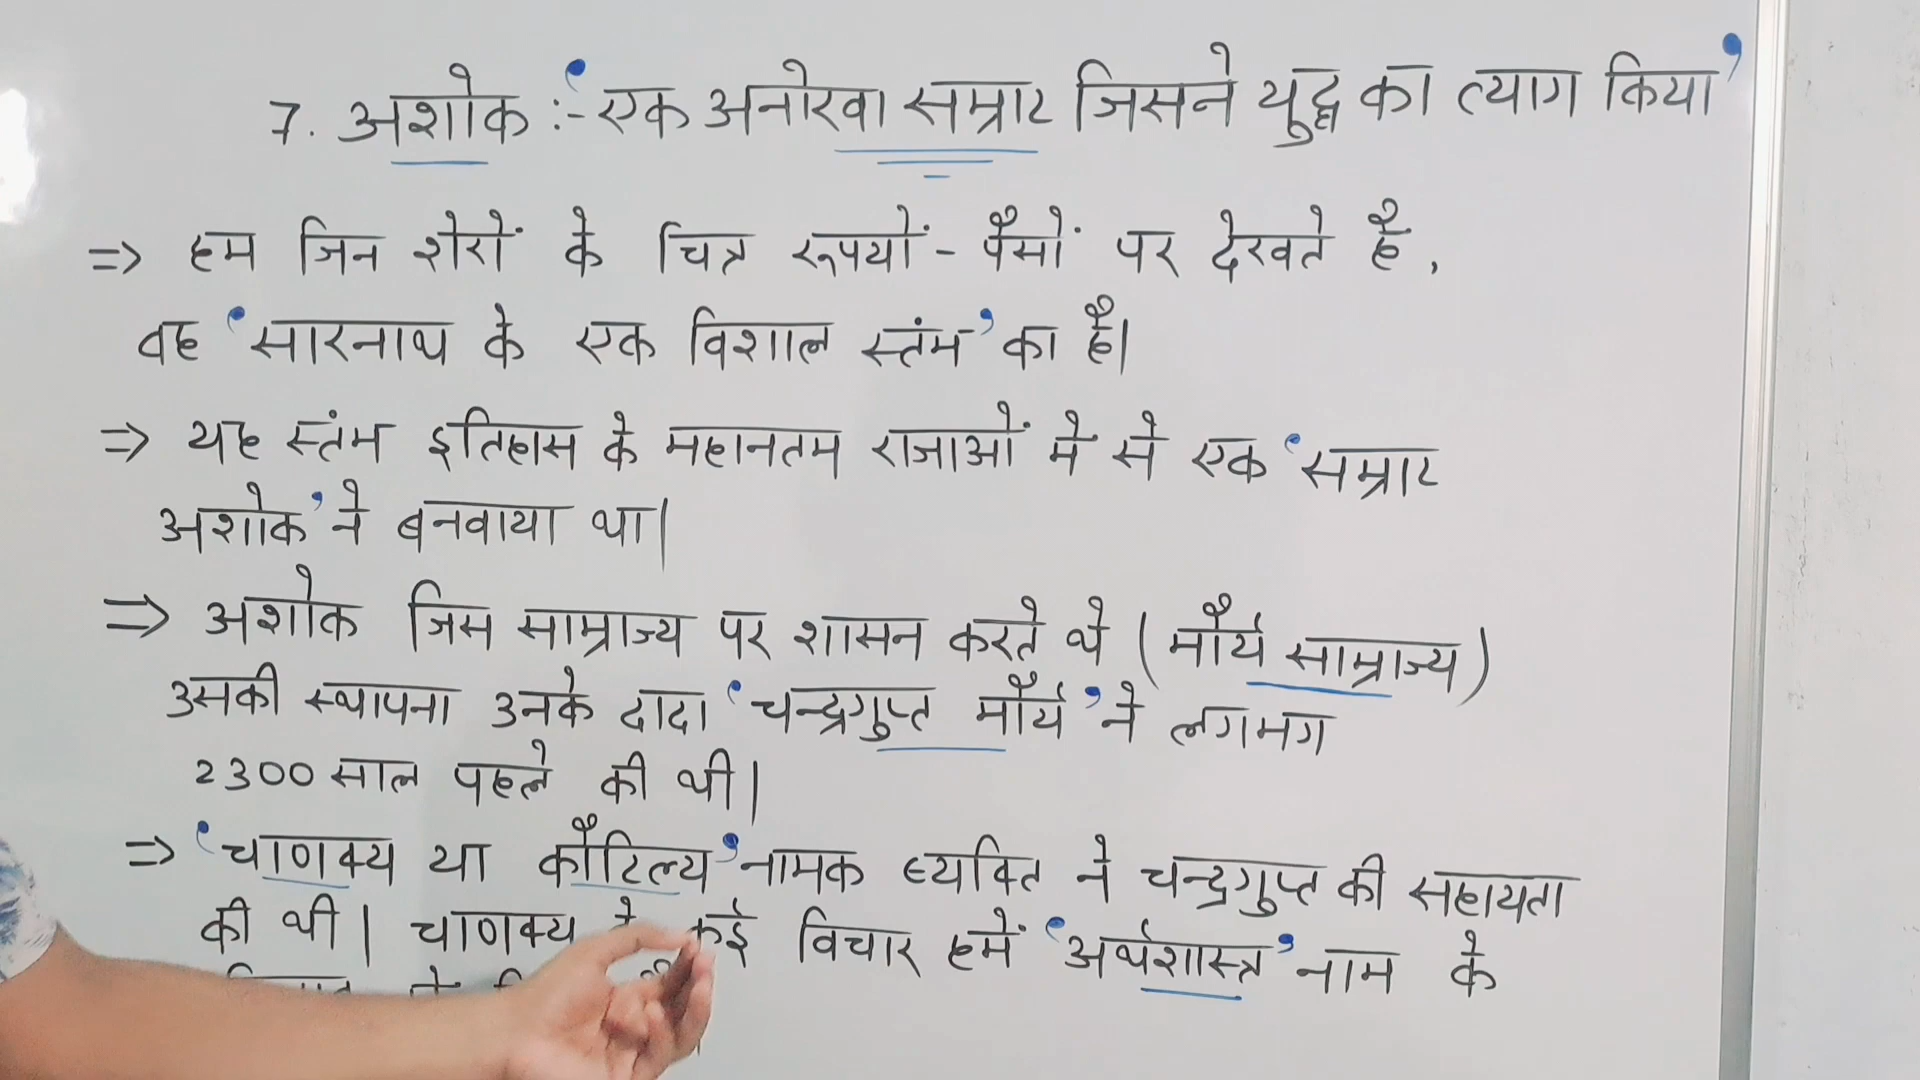 7. अशोक :- 'एक अनोखा सम्राट जिसने युद्ध का त्याग किया'
=> हम जिन शेरों के चित्र रूपयों - पैसों पर देखते हैं,
वह 'सारनाथ के एक विशाल स्तंभ' का है।
=> यह स्तंभ इतिहास के महानतम राजाओं में से एक 'सम्राट
अशोक' ने बनवाया था।
=> अशोक जिस साम्राज्य पर शासन करते थे (मौर्य साम्राज्य)
उसकी स्थापना उनके दादा 'चन्द्रगुप्त मौर्य' ने लगभग
2300 साल पहले की थी।
=> 'चाणक्य या कौटिल्य' नामक व्यक्ति ने चन्द्रगुप्त की सहायता
की थी। चाणक्य कई विचार हमें 'अर्थशास्त्र' नाम के